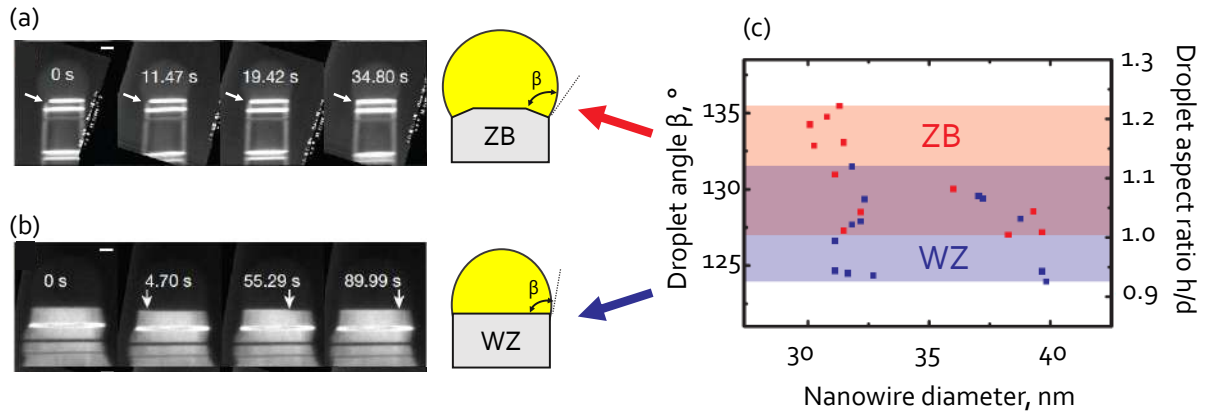 (a)
0 s
11.47 s
19.42 s
34.80 s
β
ZB
(b)
0 s
4.70 s
55.29 s
89.99 s
β
WZ
(c)
Droplet angle β, °
135
130
125
ZB
WZ
1.3
1.2
1.1
1.0
0.9
Droplet aspect ratio h/d
30
35
40
Nanowire diameter, nm